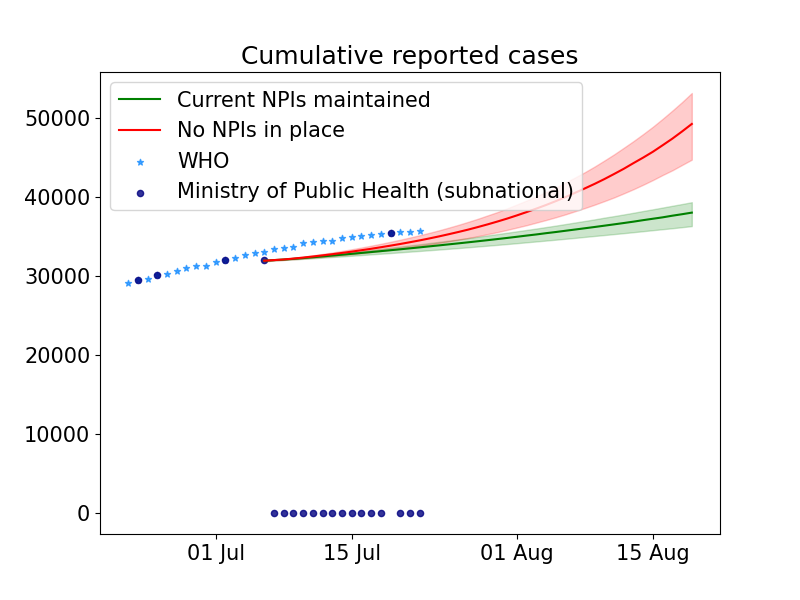 Cumulative reported cases
Current NPIs maintained
No NPIs in place
WHO
Ministry of Public Health (subnational)
50000
40000
30000
20000
10000
0
01 Jul
15 Jul
01 Aug
15 Aug